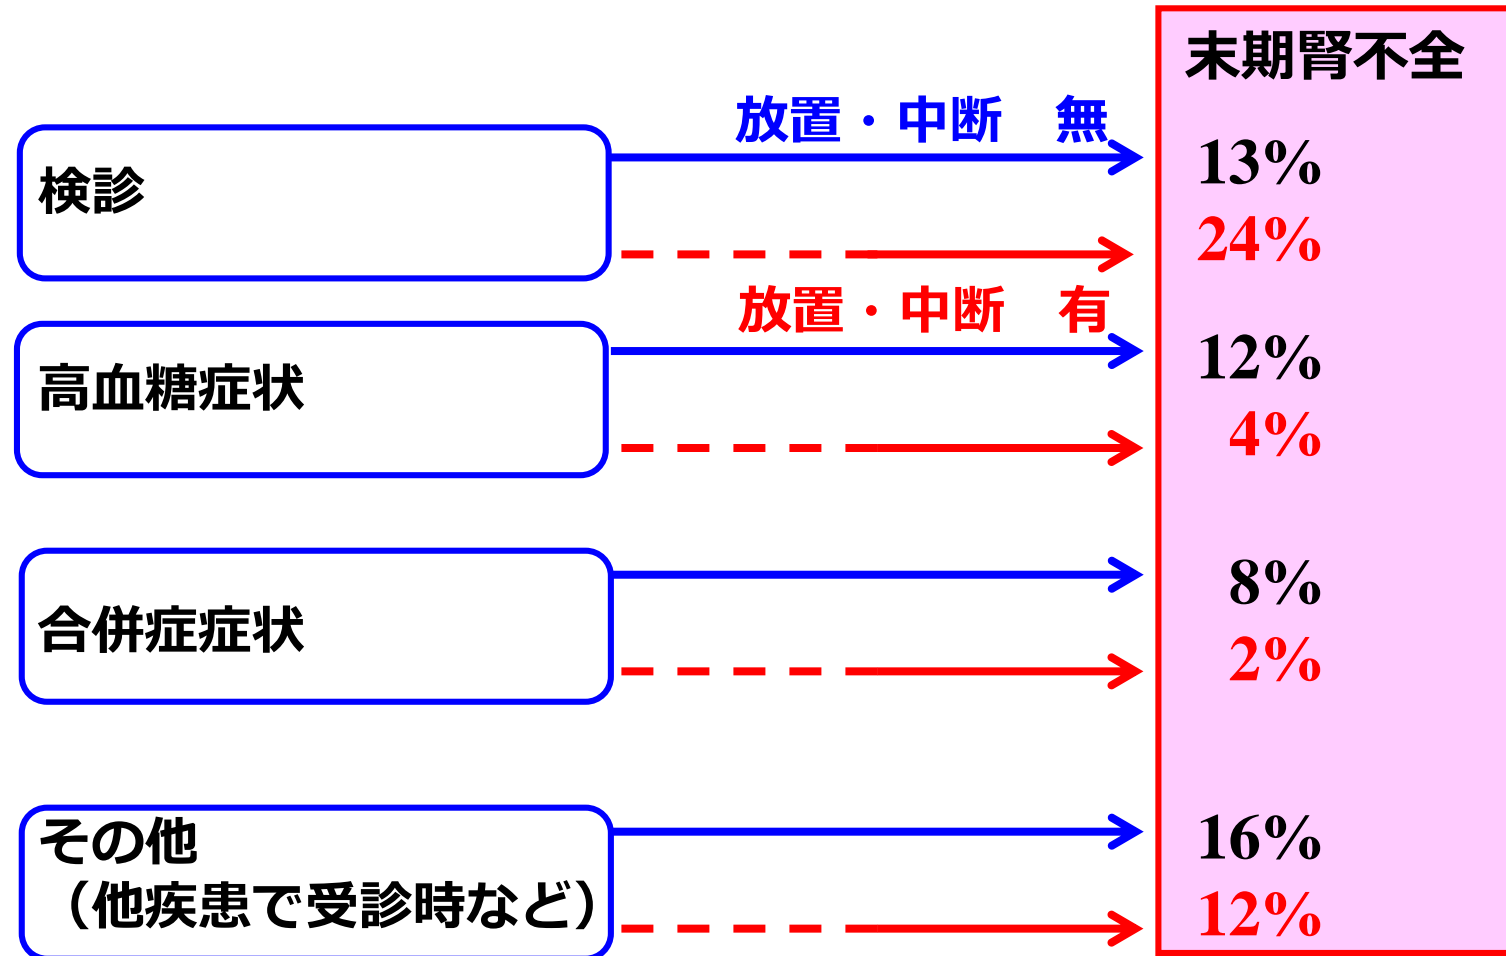 末期腎不全
放置・中断　無
検診
13%
24%
放置・中断　有
高血糖症状
12%
4%
合併症症状
8%
2%
その他
（他疾患で受診時など）
16%
12%